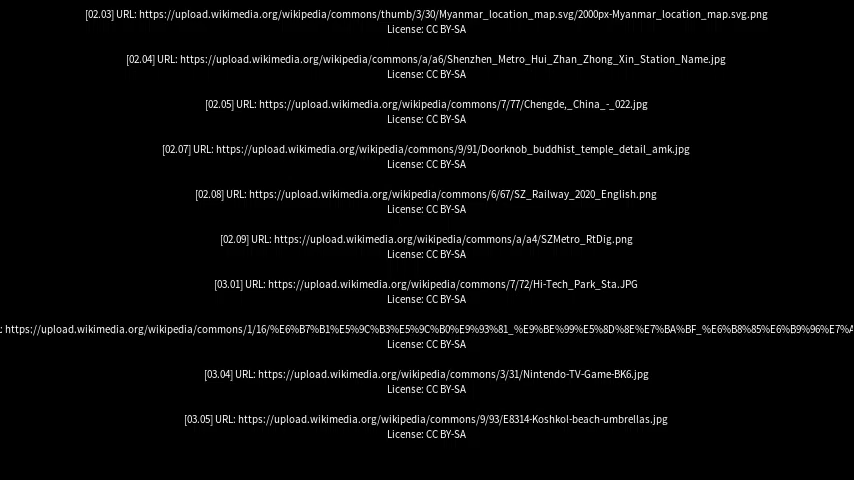 [02.03] URL: https://upload.wikimedia.org/wikipedia/commons/thumb/3/30/Myanmar_location_map.svg/2000px-Myanmar_location_map.svg.png
License: CC BY-SA
[02.04] URL: https://upload.wikimedia.org/wikipedia/commons/a/a6/Shenzhen_Metro_Hui_Zhan_Zhong_Xin_Station_Name.jpg
License: CC BY-SA
[02.05] URL: https://upload.wikimedia.org/wikipedia/commons/7/77/Chengde,_China_-_022.jpg
License: CC BY-SA
[02.07] URL: https://upload.wikimedia.org/wikipedia/commons/9/91/Doorknob_buddhist_temple_detail_amk.jpg
License: CC BY-SA
[02.08] URL: https://upload.wikimedia.org/wikipedia/commons/6/67/SZ_Railway_2020_English.png
License: CC BY-SA
[02.09] URL: https://upload.wikimedia.org/wikipedia/commons/a/a4/SZMetro_RtDig.png
License: CC BY-SA
[03.01] URL: https://upload.wikimedia.org/wikipedia/commons/7/72/Hi-Tech_Park_Sta.JPG
License: CC BY-SA
: https://upload.wikimedia.org/wikipedia/commons/1/16/%E6%B7%B1%E5%9C%B3%E5%9C%B0%E9%93%81_%E9%BE%99%E5%8D%8E%E7%BA%BF_%E6%B8%85%E6%B9%96%E7%A
License: CC BY-SA
[03.04] URL: https://upload.wikimedia.org/wikipedia/commons/3/31/Nintendo-TV-Game-BK6.jpg
License: CC BY-SA
[03.05] URL: https://upload.wikimedia.org/wikipedia/commons/9/93/E8314-Koshkol-beach-umbrellas.jpg
License: CC BY-SA